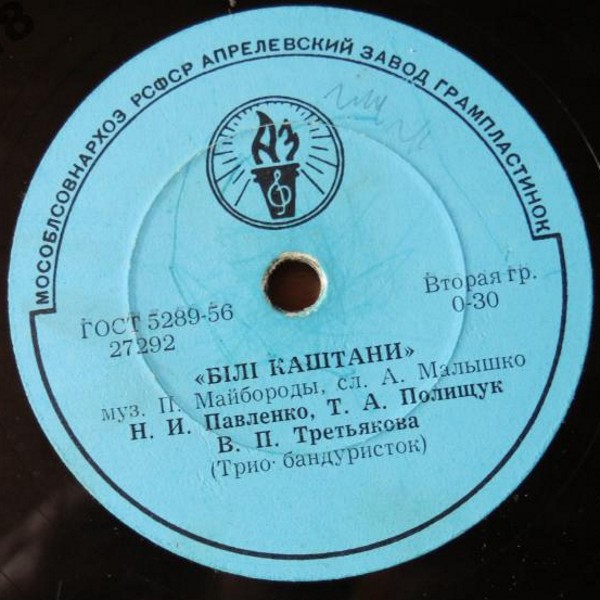 МОСОБЛСОВНАРХОЗ РСФСР АПРЕЛЕВСКИЙ ЗАВОД ГРАМПЛАСТИНОК
АЗ
ГОСТ 5289-56
27292
Вторая гр.
0-30
«БІЛІ КАШТАНИ»
муз. П. Майбороды, сл. А. Малышко
Н. И. Павленко, Т. А. Полищук
В. П. Третьякова
(Трио бандуристок)